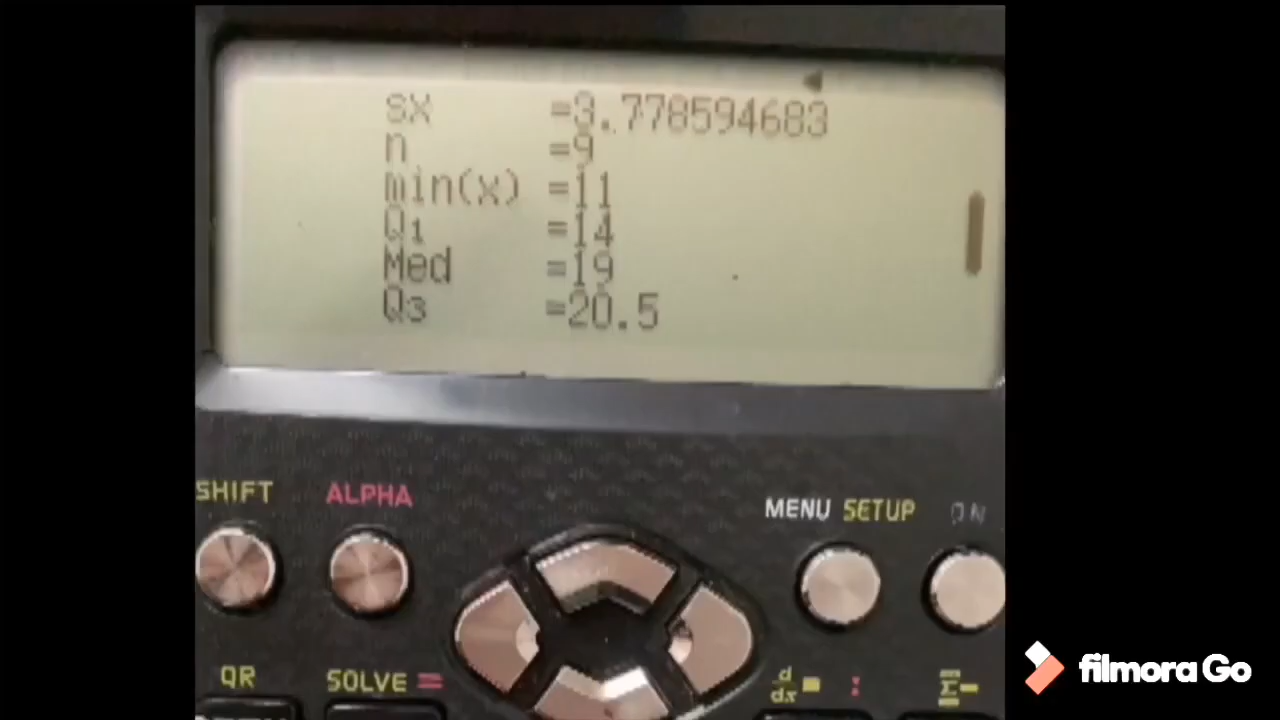 sx =3.778594683
n =9
min(x) =11
Q1 =14
Med =19
Q3 =20.5
SHIFT ALPHA MENU SETUP ON
QR SOLVE = d/dx ■ : Σ
filmora Go